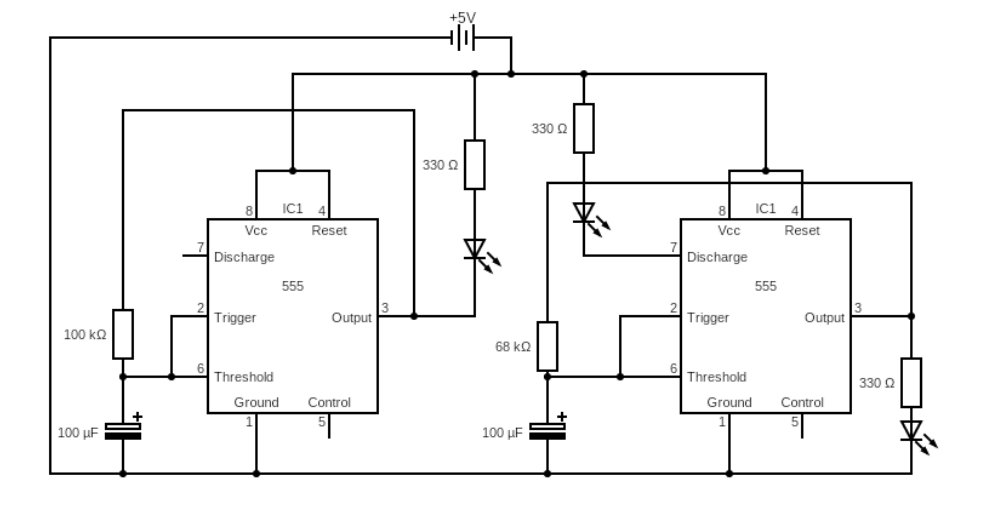 +5V
330 Ω
330 Ω
8
IC1
4
Vcc
Reset
7
Discharge
555
2
Trigger
Output
3
100 kΩ
6
Threshold
Ground
Control
1
5
100 µF
8
IC1
4
Vcc
Reset
7
Discharge
555
2
Trigger
Output
3
68 kΩ
6
Threshold
330 Ω
Ground
Control
1
5
100 µF